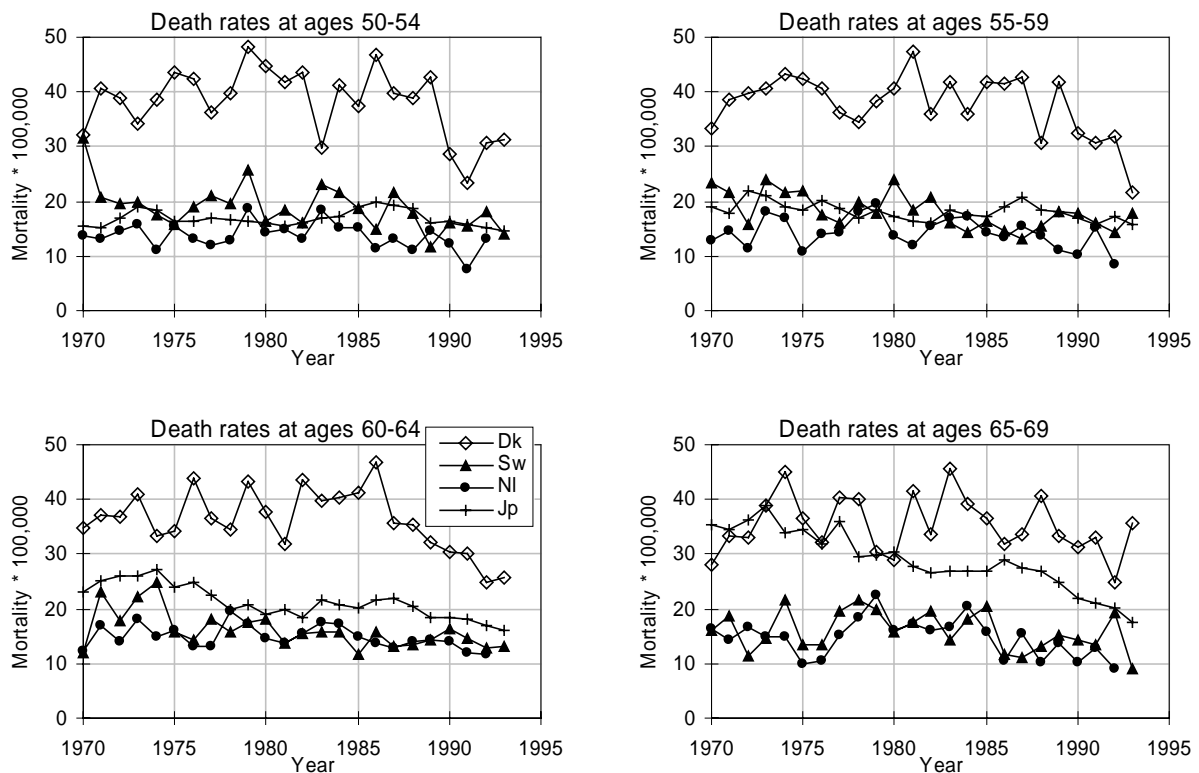 Death rates at ages 50-54
50
40
30
20
10
0
Mortality * 100,000
1970 1975 1980 1985 1990 1995
Year
Death rates at ages 55-59
50
40
30
20
10
0
Mortality * 100,000
1970 1975 1980 1985 1990 1995
Year
Death rates at ages 60-64
50
40
30
20
10
0
Mortality * 100,000
1970 1975 1980 1985 1990 1995
Year
Dk
Sw
Nl
Jp
Death rates at ages 65-69
50
40
30
20
10
0
Mortality * 100,000
1970 1975 1980 1985 1990 1995
Year